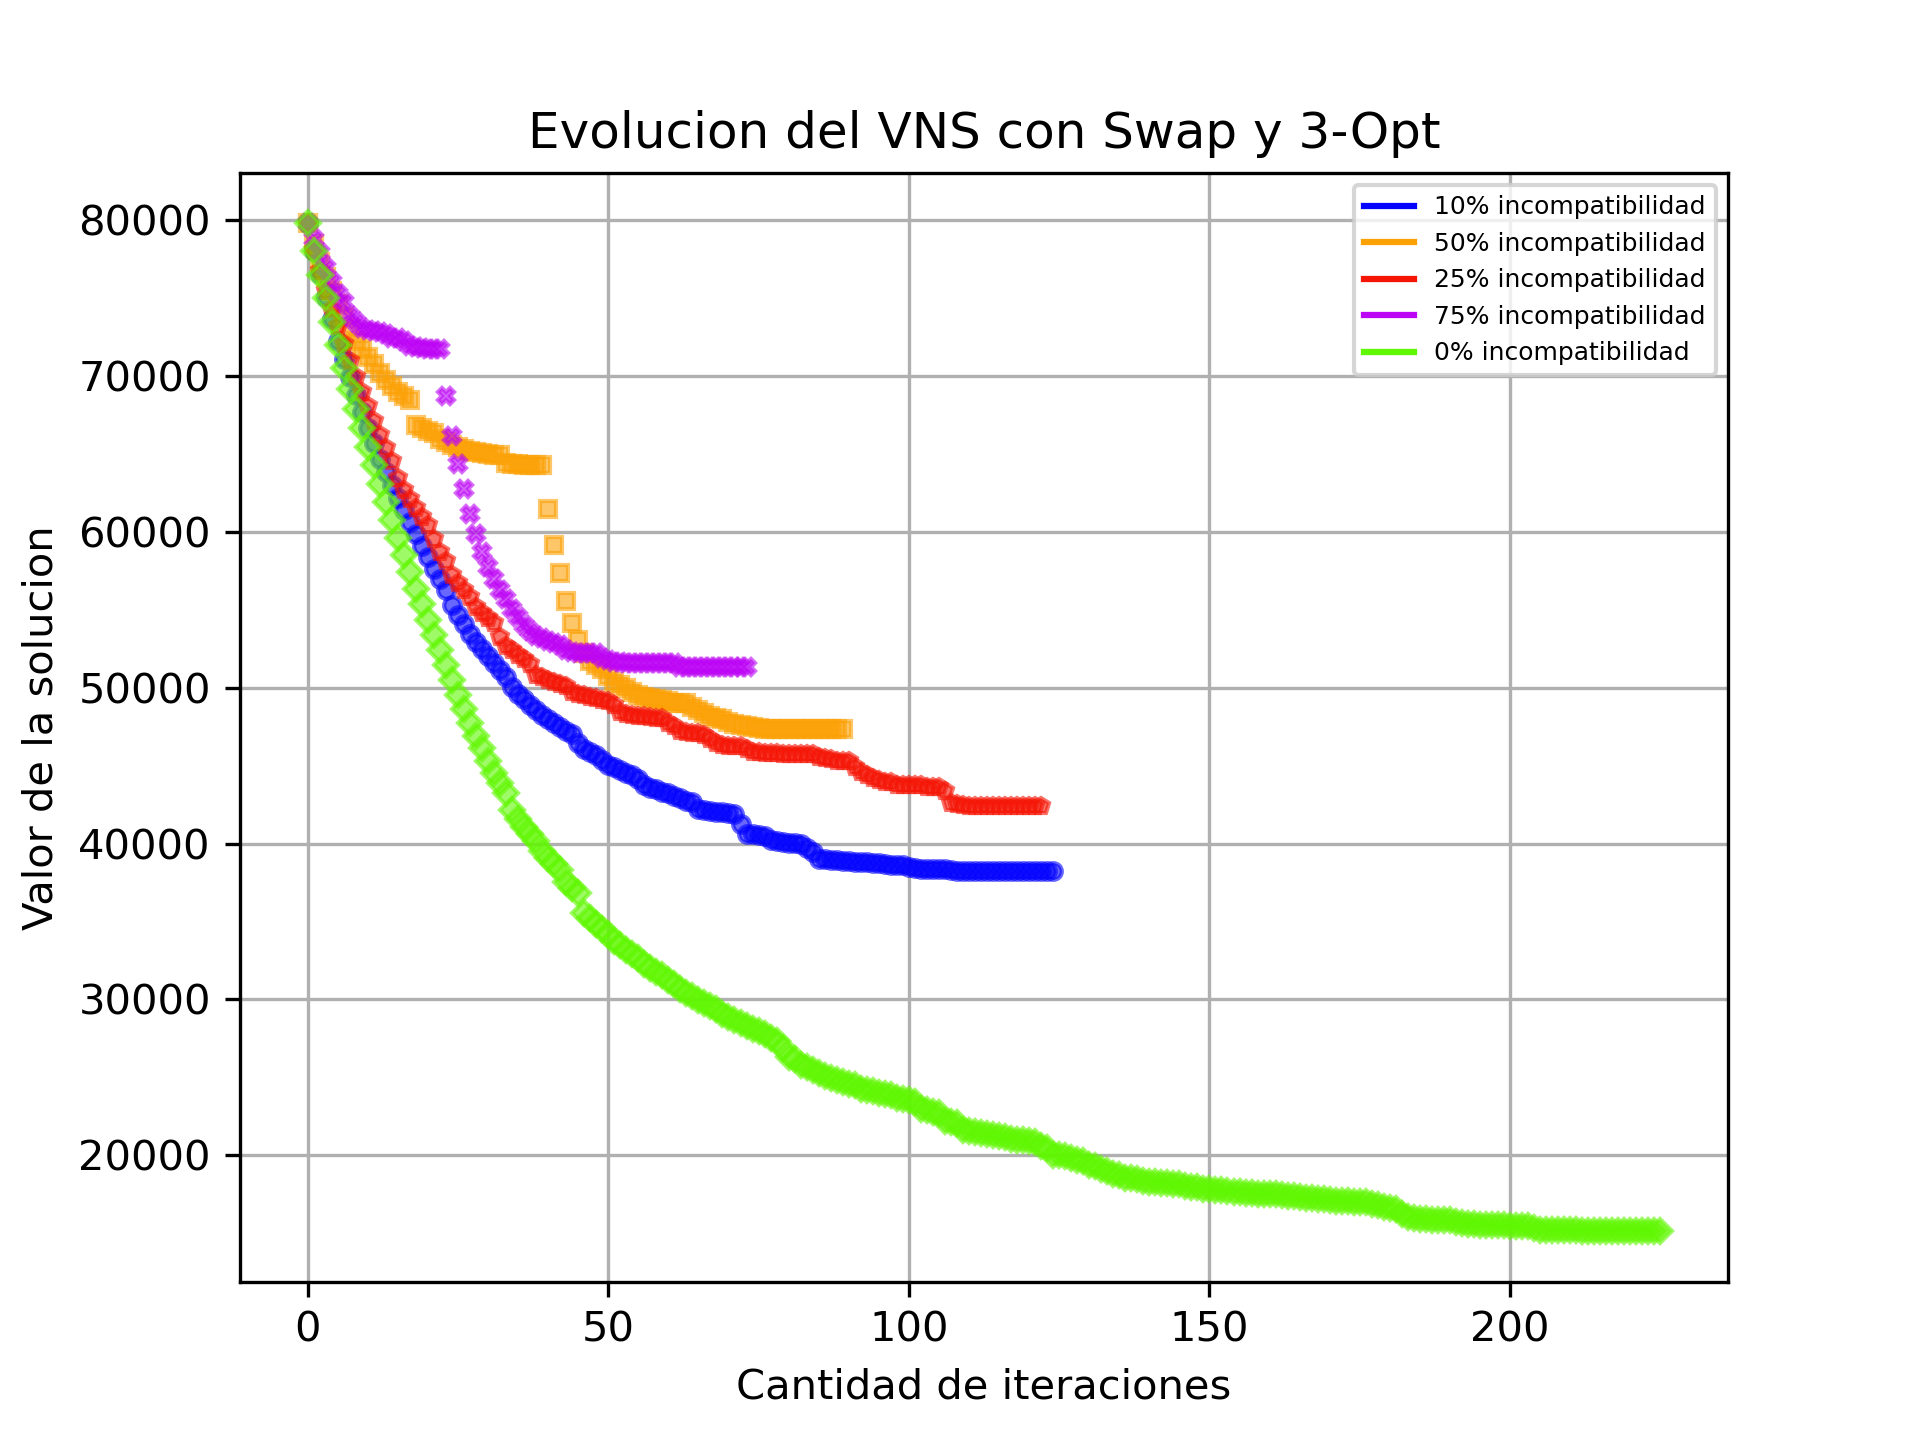 Evolucion del VNS con Swap y 3-Opt
10% incompatibilidad
50% incompatibilidad
25% incompatibilidad
75% incompatibilidad
0% incompatibilidad
Valor de la solucion
80000
70000
60000
50000
40000
30000
20000
0 50 100 150 200
Cantidad de iteraciones